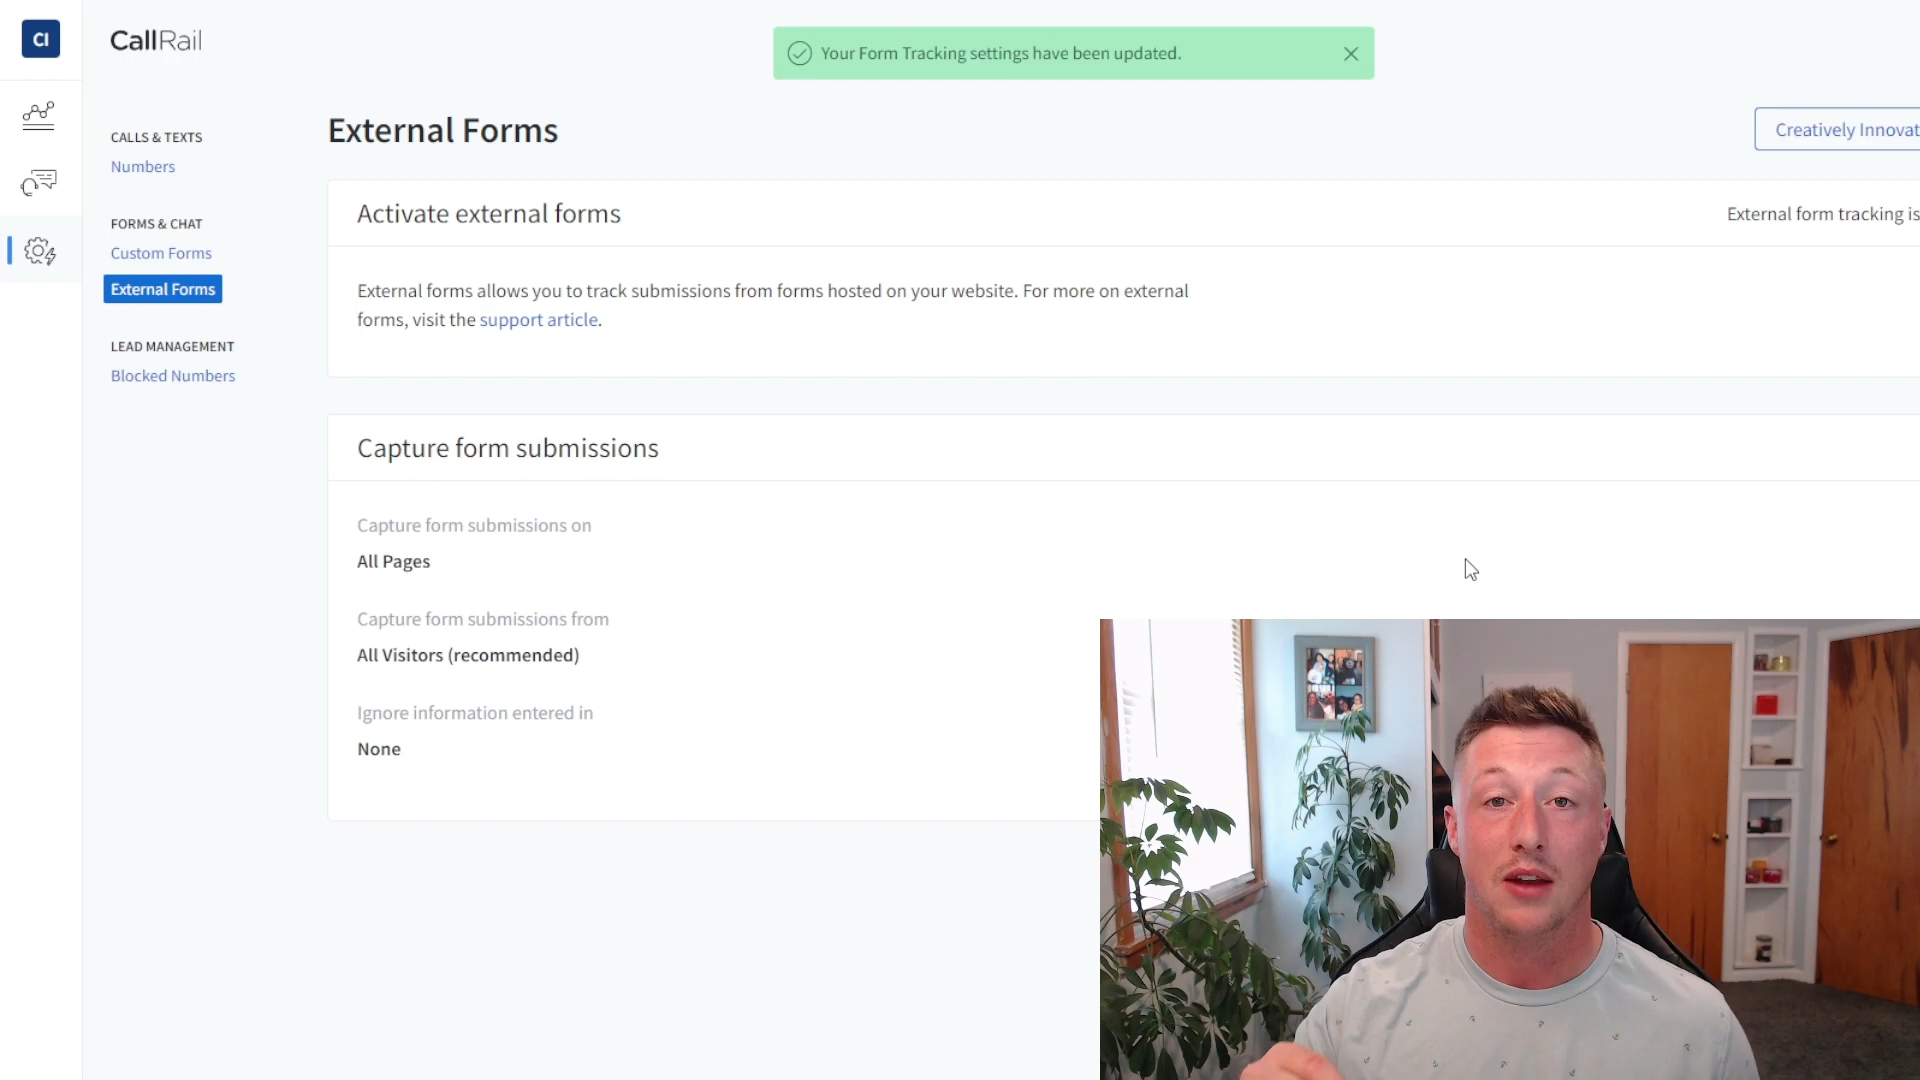 CI
CallRail
Your Form Tracking settings have been updated.
CALLS & TEXTS
Numbers
FORMS & CHAT
Custom Forms
External Forms
LEAD MANAGEMENT
Blocked Numbers
External Forms
Creatively Innovat
Activate external forms
External form tracking is
External forms allows you to track submissions from forms hosted on your website. For more on external
forms, visit the support article.
Capture form submissions
Capture form submissions on
All Pages
Capture form submissions from
All Visitors (recommended)
Ignore information entered in
None